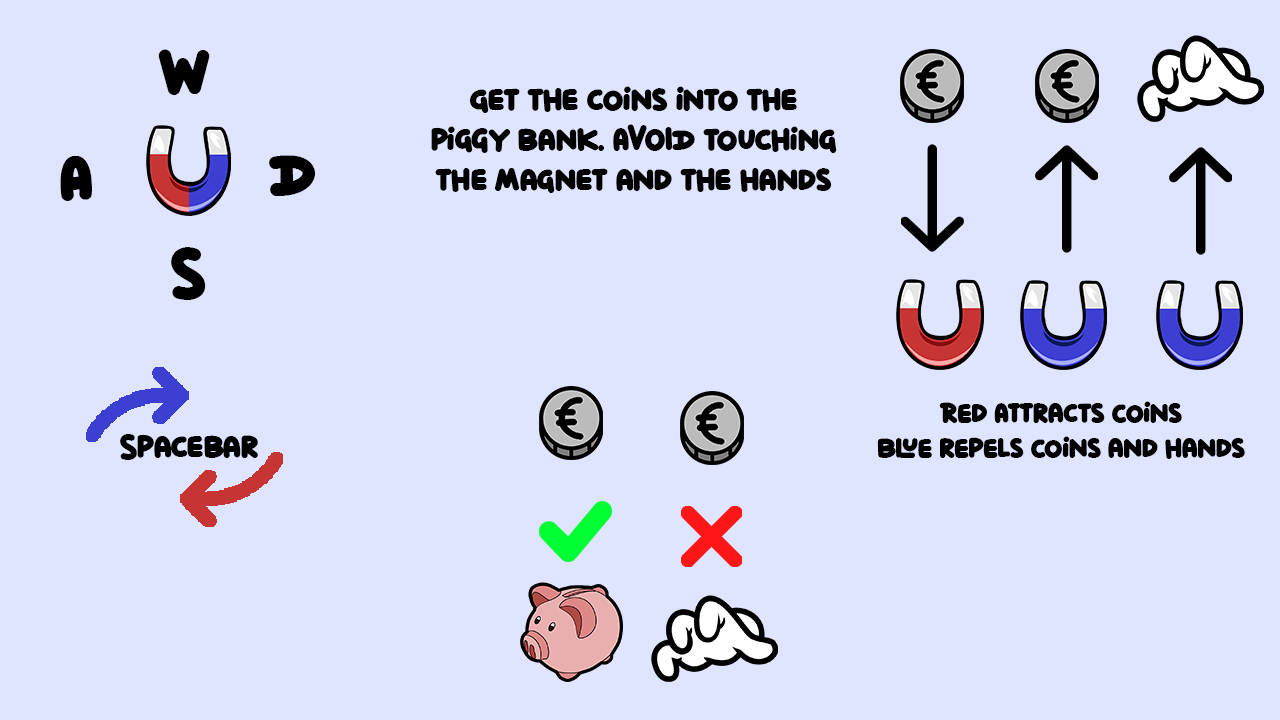 W
A D
S
SPACEBAR
GET THE COINS INTO THE
PIGGY BANK. AVOID TOUCHING
THE MAGNET AND THE HANDS
€ €
RED ATTRACTS COINS
BLUE REPELS COINS AND HANDS
€ €